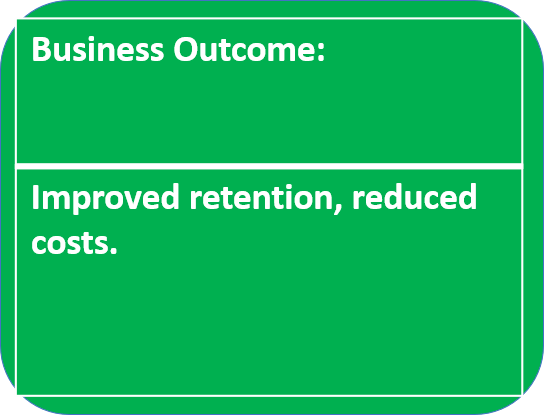 Business Outcome:
Improved retention, reduced
costs.